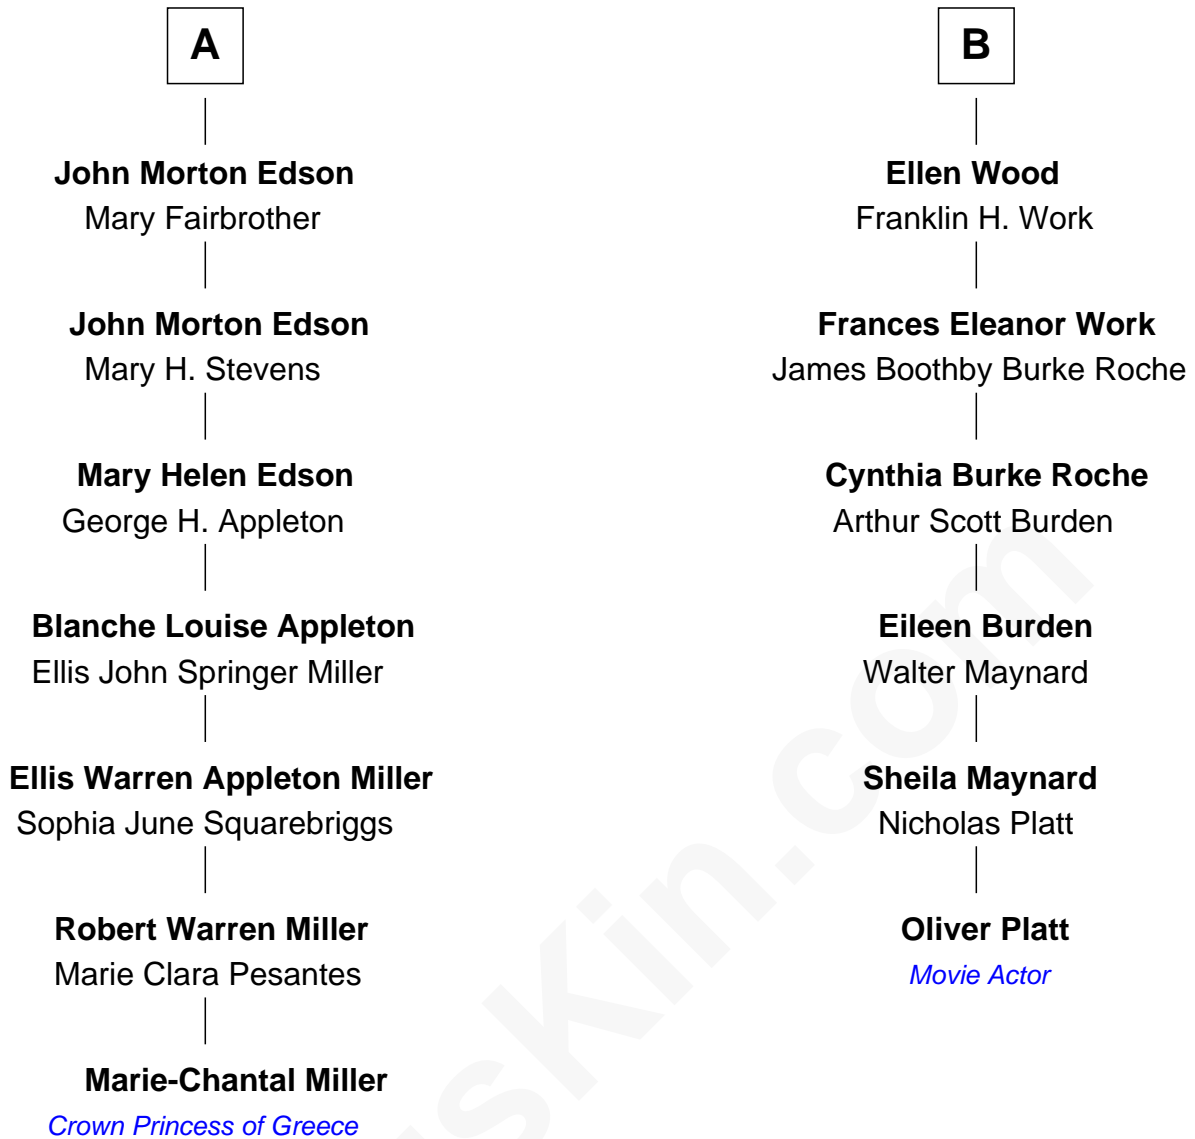 A
John Morton Edson
Mary Fairbrother
John Morton Edson
Mary H. Stevens
Mary Helen Edson
George H. Appleton
Blanche Louise Appleton
Ellis John Springer Miller
Ellis Warren Appleton Miller
Sophia June Squarebriggs
Robert Warren Miller
Marie Clara Pesantes
Marie-Chantal Miller
Crown Princess of Greece
B
Ellen Wood
Franklin H. Work
Frances Eleanor Work
James Boothby Burke Roche
Cynthia Burke Roche
Arthur Scott Burden
Eileen Burden
Walter Maynard
Sheila Maynard
Nicholas Platt
Oliver Platt
Movie Actor
sKin.com